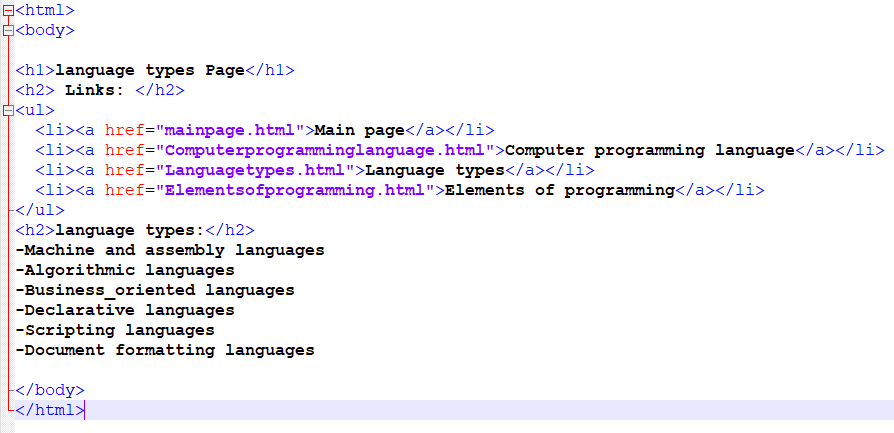 <html>
<body>
<h1>language types Page</h1>
<h2> Links: </h2>
<ul>
<li><a href="mainpage.html">Main page</a></li>
<li><a href="Computerprogramminglanguage.html">Computer programming language</a></li>
<li><a href="Languagetypes.html">Language types</a></li>
<li><a href="Elementsofprogramming.html">Elements of programming</a></li>
</ul>
<h2>language types:</h2>
-Machine and assembly languages
-Algorithmic languages
-Business_oriented languages
-Declarative languages
-Scripting languages
-Document formatting languages
</body>
</html>